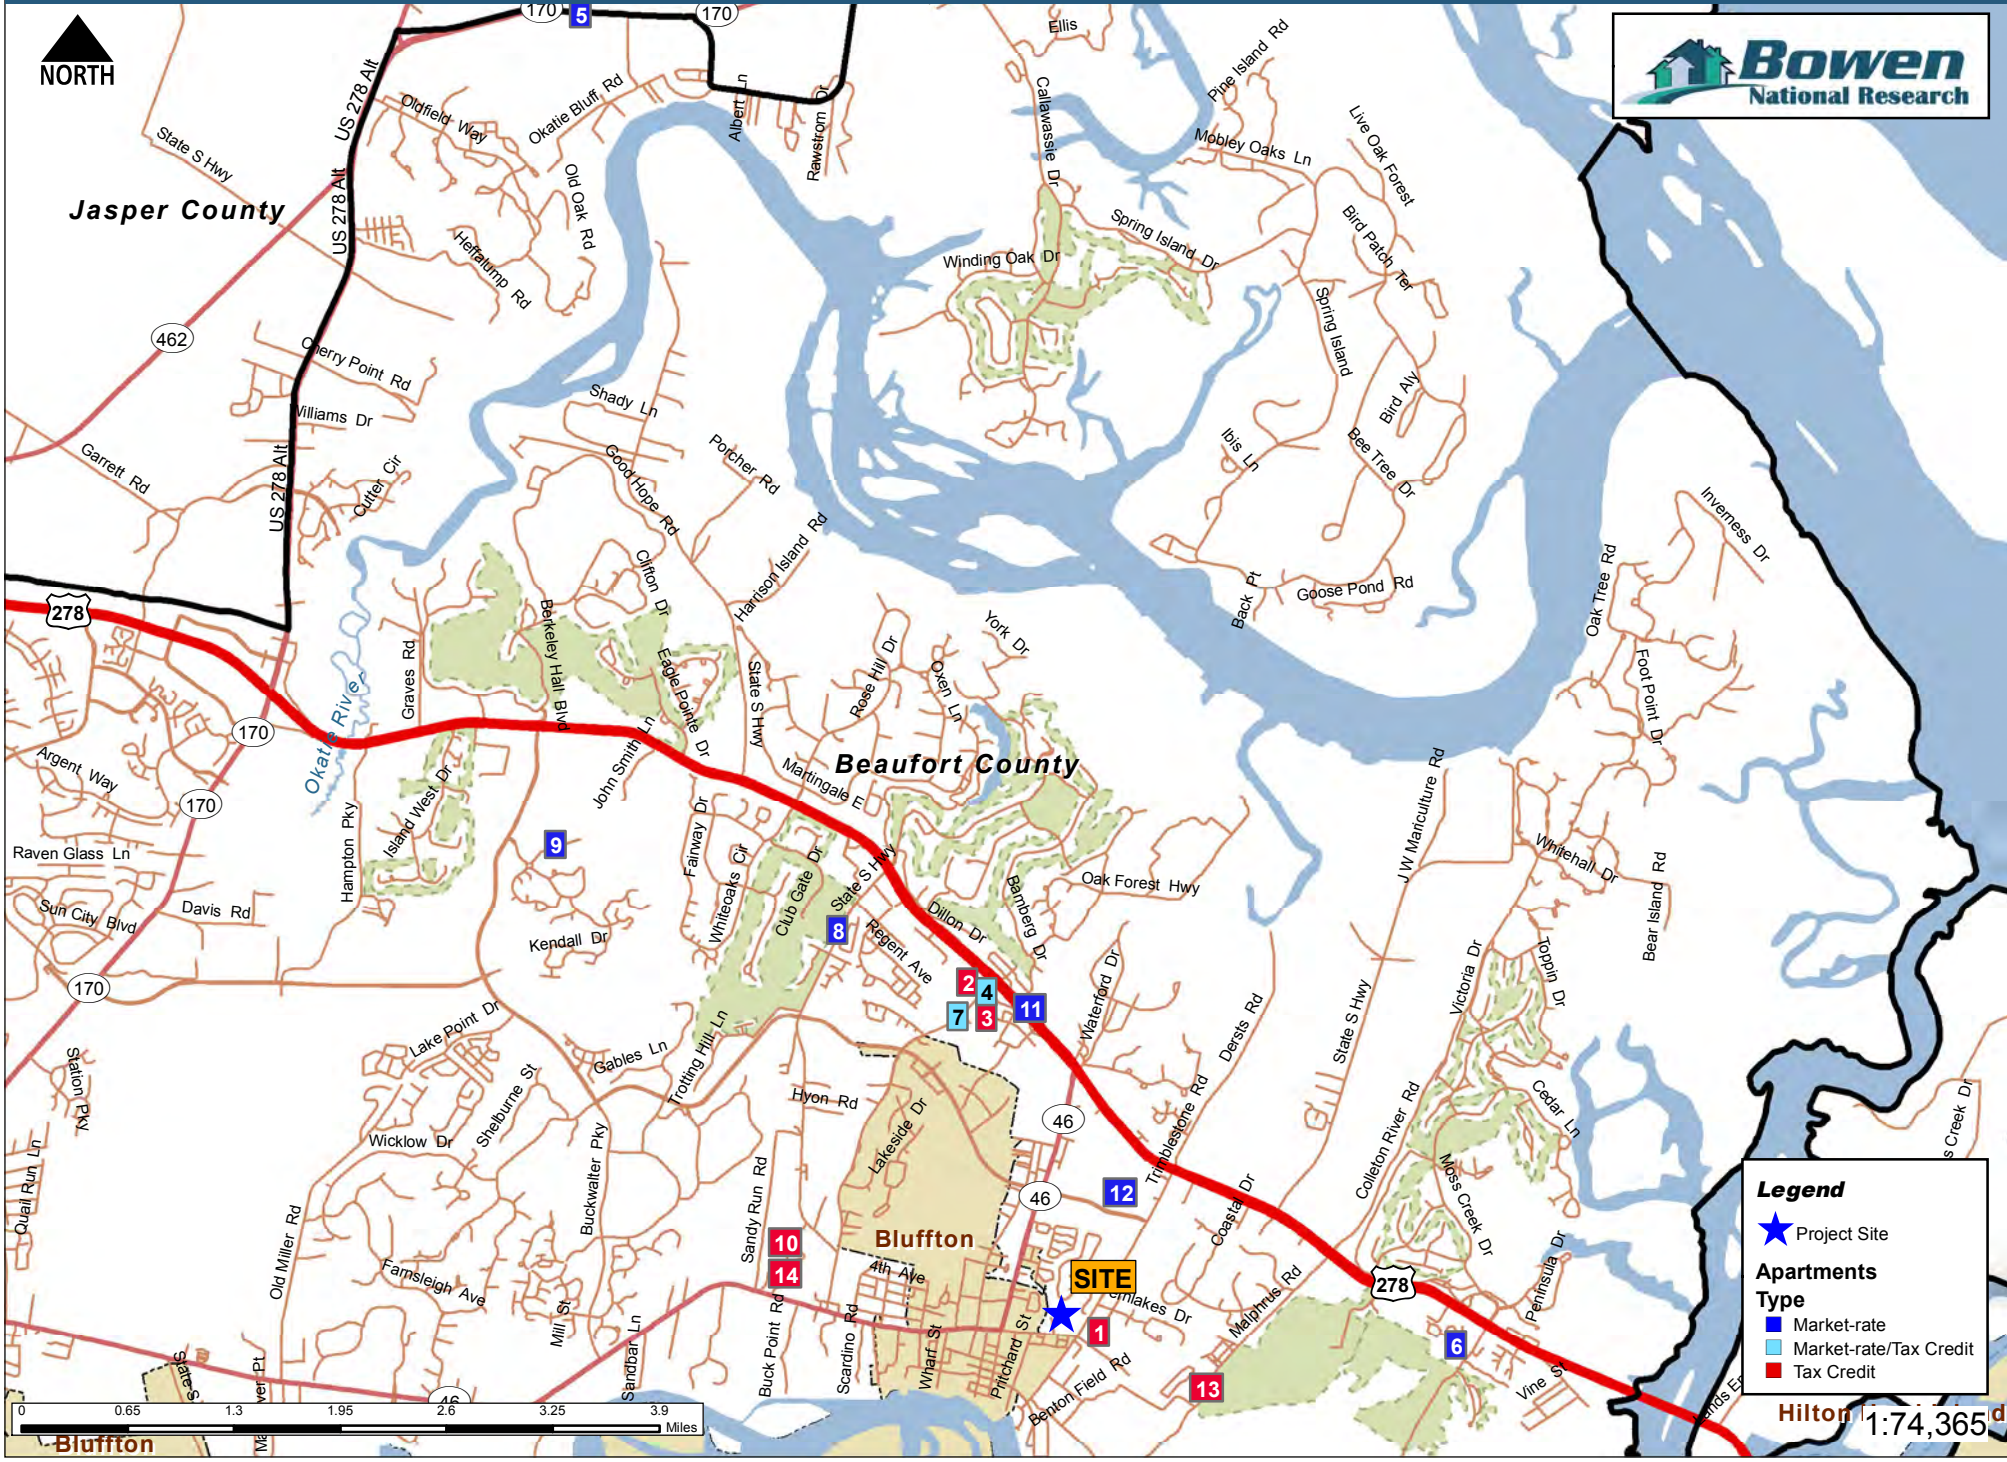 170
5
170
Ellis
Bowen
National Research
NORTH
US 278 Alt
Oldfield Way
Okatie Bluff Rd
Albert Ln
Rawstrom Dr
Callawassie Dr
Pine Island Rd
Mobley Oaks Ln
Live Oak Forest
State S Hwy
Jasper County
US 278 Alt
Old Oak Rd
Heffalump Rd
Winding Oak Dr
Spring Island Dr
Bird Patch Ter
Spring Island
462
Cherry Point Rd
Williams Dr
Shady Ln
Bird Aly
Garrett Rd
US 278 Alt
Cutter Cir
Good Hope Rd
Porcher Rd
Ibis Ln
Bee Tree Dr
Inverness Dr
Harrison Island Rd
Clifton Dr
Back Pt
Goose Pond Rd
Oak Tree Rd
278
Berkeley Hall Blvd
Graves Rd
Eagle Pointe Dr
State S Hwy
Rose Hill Dr
Oxen Ln
York Dr
Foot Point Dr
170
Okatie River
Argent Way
John Smith Ln
Martingale E
Beaufort County
J W Mariculture Rd
170
Island West Dr
Hampton Pky
Fairway Dr
9
Raven Glass Ln
Whiteoaks Cir
Club Gate Dr
State S Hwy
Bamberg Dr
Oak Forest Hwy
Whitehall Dr
Bear Island Rd
Sun City Blvd
Davis Rd
Kendall Dr
8
Regent Ave
Dillon Dr
Toppin Dr
Victoria Dr
170
2
4
7
3
11
Waterford Dr
Dersts Rd
State S Hwy
Lake Point Dr
Gables Ln
Trotting Hill Ln
Station Pky
Shelburne St
Hyon Rd
Lakeside Dr
46
Trimblestone Rd
Colleton River Rd
Cedar Ln
s Creek Dr
Wicklow Dr
Quail Run Ln
Buckwalter Pky
Sandy Run Rd
46
12
Coastal Dr
Moss Creek Dr
Old Miller Rd
10
14
Bluffton
4th Ave
SITE
Malphrus Rd
278
Peninsula Dr
Farnsleigh Ave
Mill St
Sandbar Ln
Buck Point Rd
Scardino Rd
Wharf St
Pritchard St
1
6
Benton Field Rd
13
Vine St
State S
46
Legend
Project Site
Apartments
Type
Market-rate
Market-rate/Tax Credit
Tax Credit
0 0.65 1.3 1.95 2.6 3.25 3.9
Miles
Bluffton
Hilton
1:74,365